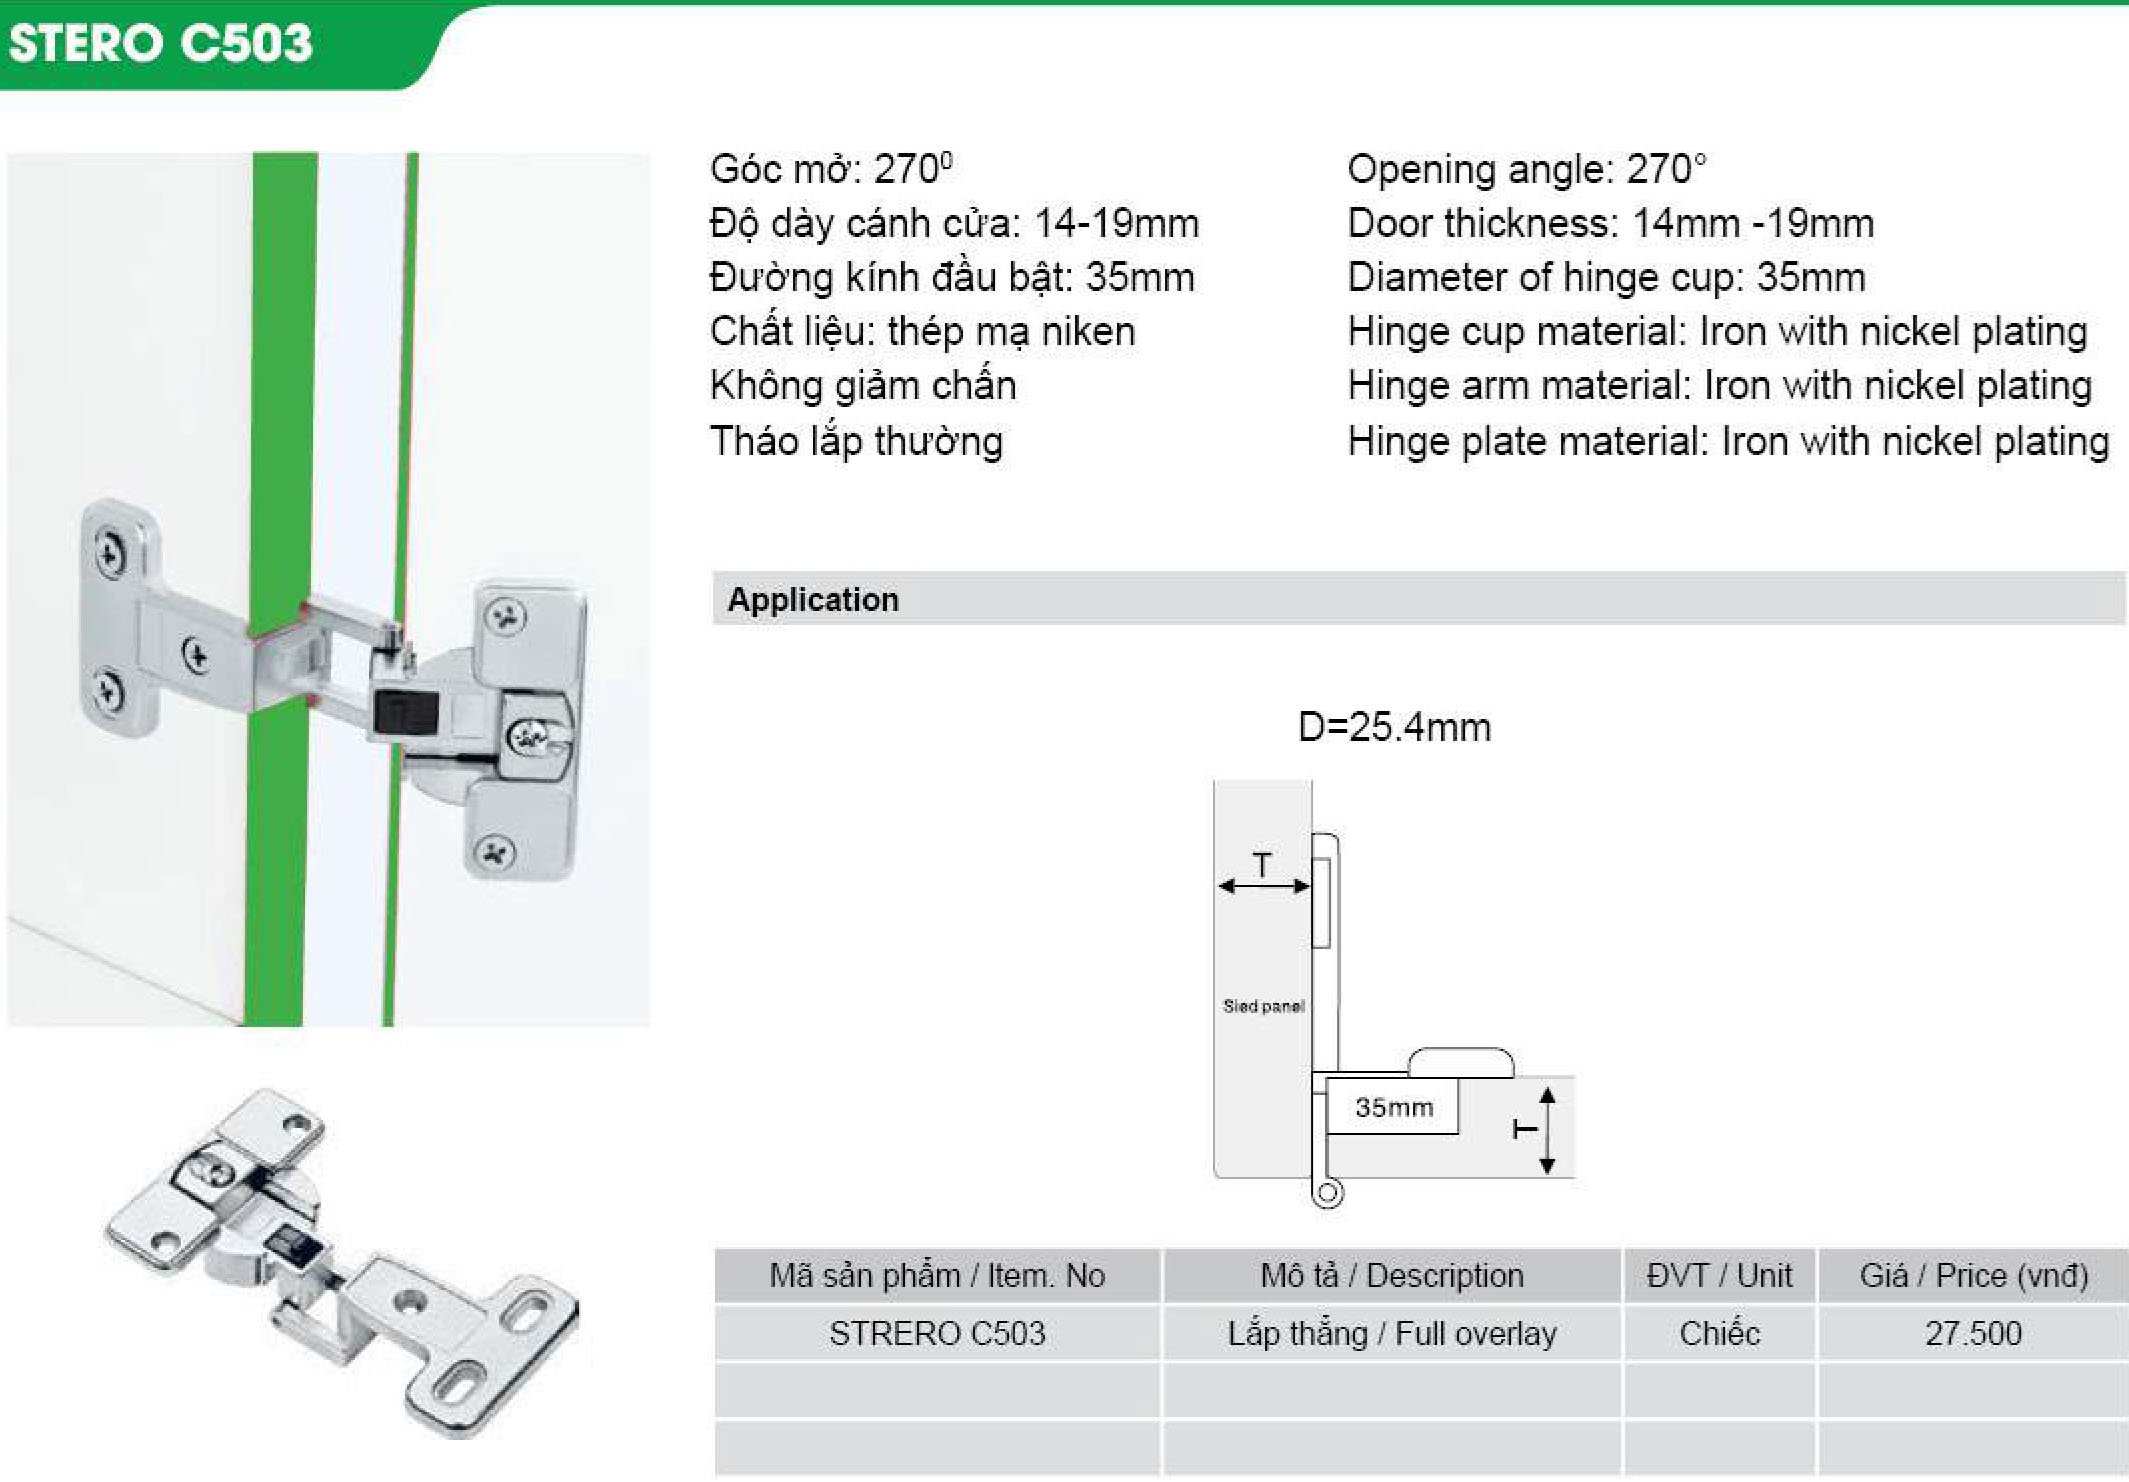 STERO C503
Góc mở: 270⁰
Độ dày cánh cửa: 14-19mm
Đường kính đầu bật: 35mm
Chất liệu: thép mạ niken
Không giảm chấn
Tháo lắp thường
Opening angle: 270°
Door thickness: 14mm -19mm
Diameter of hinge cup: 35mm
Hinge cup material: Iron with nickel plating
Hinge arm material: Iron with nickel plating
Hinge plate material: Iron with nickel plating
Application
D=25.4mm
T
Sied panel
35mm
T
Mã sản phẩm / Item. No Mô tả / Description ĐVT / Unit Giá / Price (vnđ)
STRERO C503 Lắp thẳng / Full overlay Chiếc 27.500